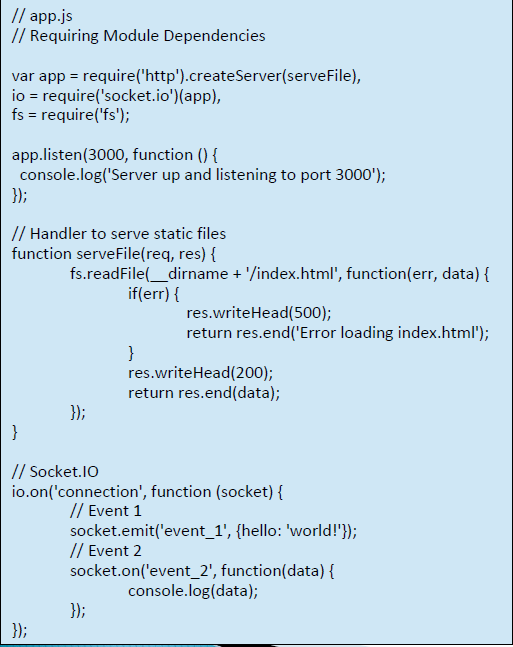 // app.js
// Requiring Module Dependencies
var app = require('http').createServer(serveFile),
io = require('socket.io')(app),
fs = require('fs');
app.listen(3000, function () {
console.log('Server up and listening to port 3000');
});
// Handler to serve static files
function serveFile(req, res) {
fs.readFile(__dirname + '/index.html', function(err, data) {
if(err) {
res.writeHead(500);
return res.end('Error loading index.html');
}
res.writeHead(200);
return res.end(data);
});
}
// Socket.IO
io.on('connection', function (socket) {
// Event 1
socket.emit('event_1', {hello: 'world!'});
// Event 2
socket.on('event_2', function(data) {
console.log(data);
});
});